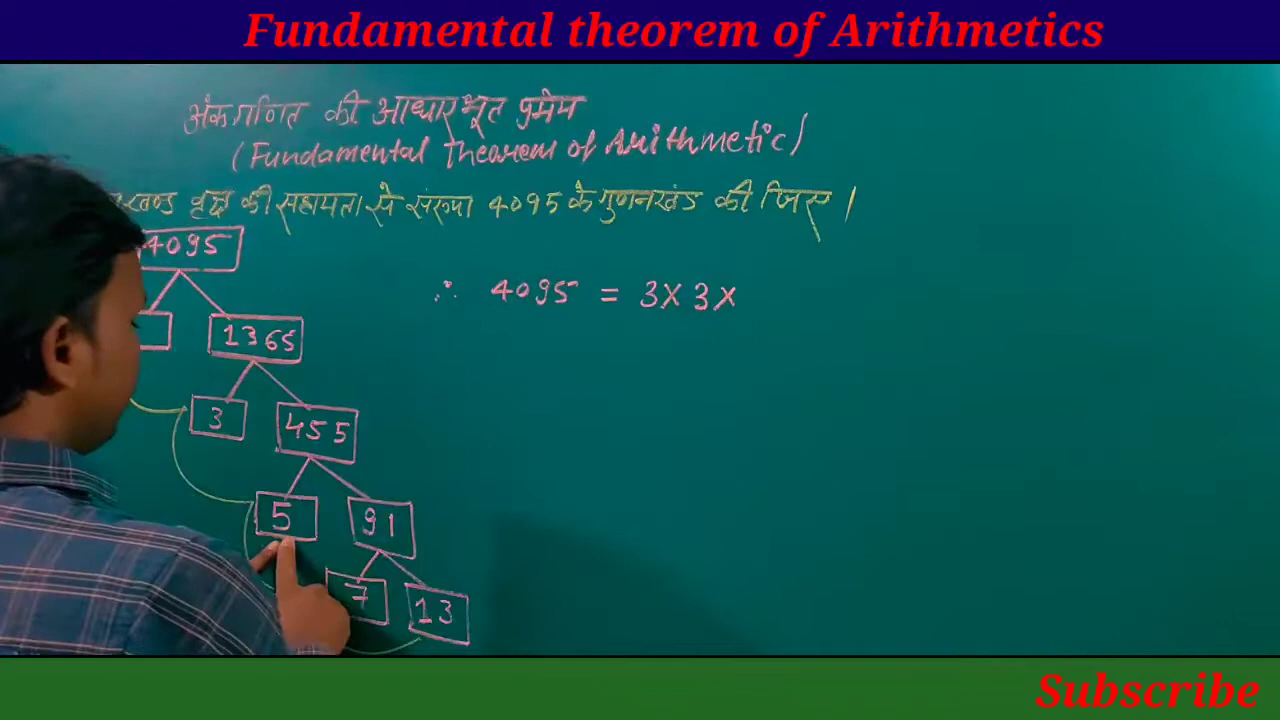 Fundamental theorem of Arithmetics
अंकगणित की आधारभूत प्रमेय
(Fundamental Theorem of Arithmetic)
वृक्ष की सहायता से संख्या 4095 के गुणनखंड की जिए।
4095
∴ 4095 = 3 X 3 X
1365
3
455
5
91
7
13
Subscribe